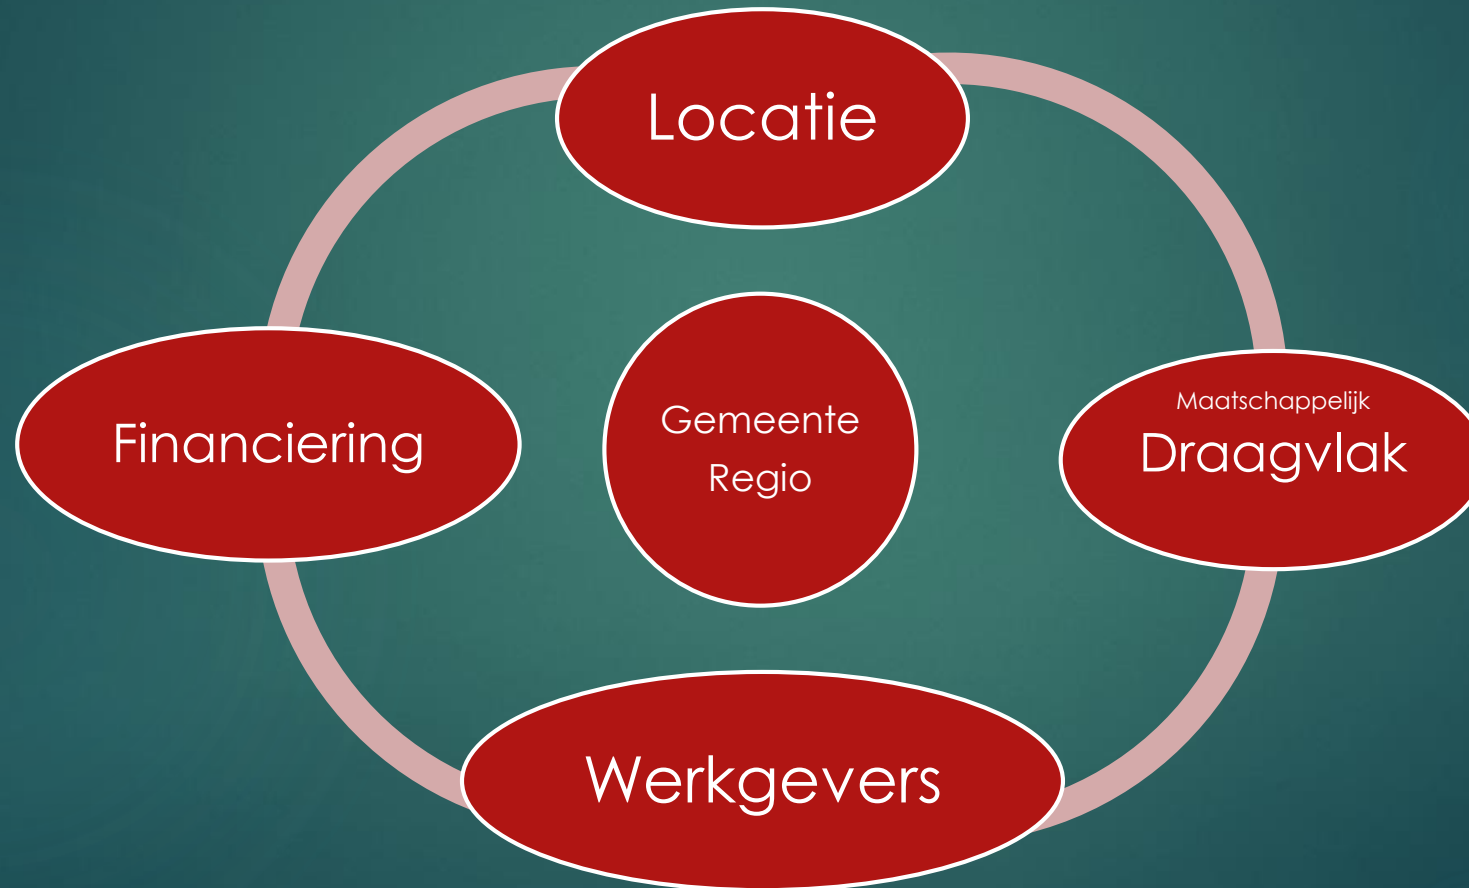 Locatie
Financiering
Gemeente
Regio
Maatschappelijk
Draagvlak
Werkgevers